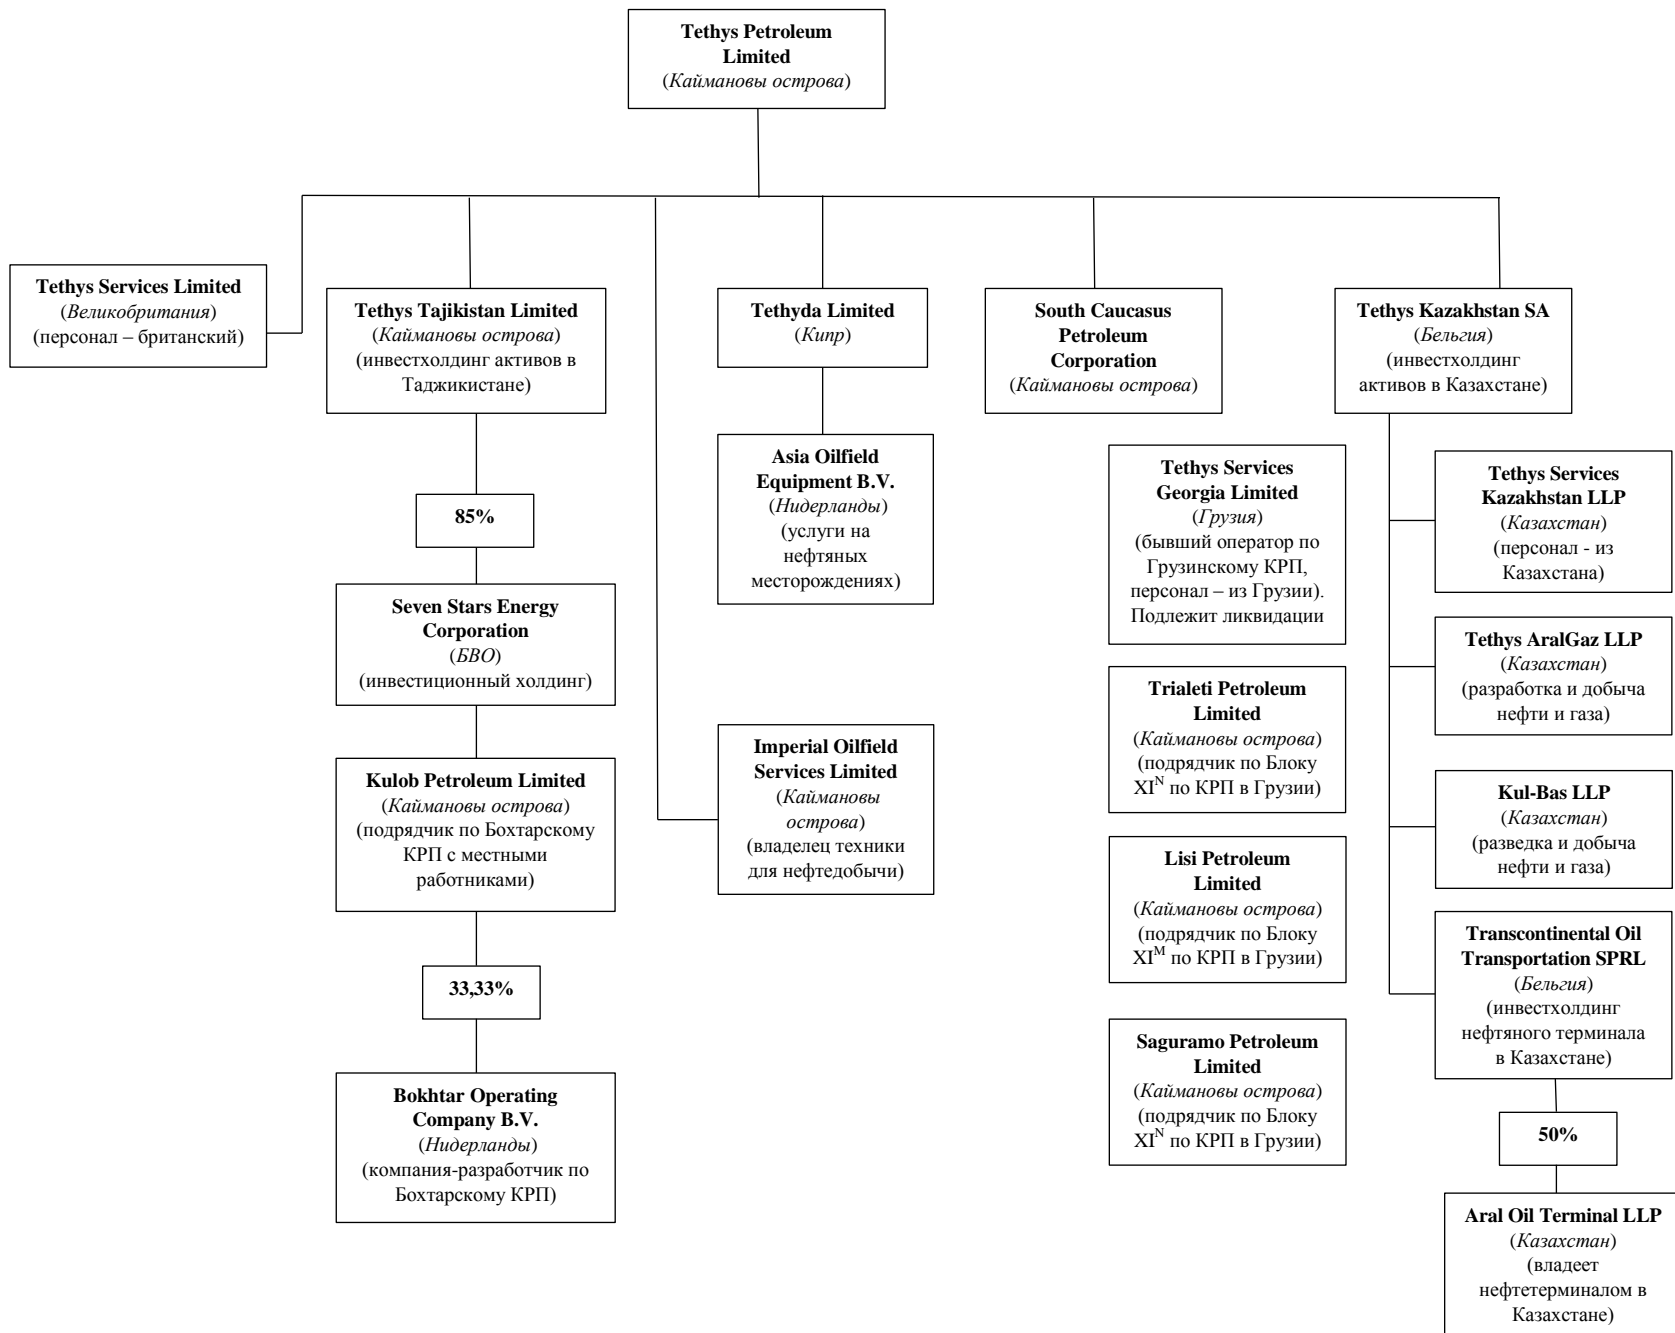 Tethys Petroleum
Limited
(Каймановы острова)
Tethys Services Limited
(Великобритания)
(персонал – британский)
Tethys Tajikistan Limited
(Каймановы острова)
(инвестхолдинг активов в
Таджикистане)
85%
Seven Stars Energy
Corporation
(БВО)
(инвестиционный холдинг)
Kulob Petroleum Limited
(Каймановы острова)
(подрядчик по Бохтарскому
КРП с местными
работниками)
33,33%
Bokhtar Operating
Company B.V.
(Нидерланды)
(компания-разработчик по
Бохтарскому КРП)
Tethyda Limited
(Кипр)
Asia Oilfield
Equipment B.V.
(Нидерланды)
(услуги на
нефтяных
месторождениях)
Imperial Oilfield
Services Limited
(Каймановы
острова)
(владелец техники
для нефтедобычи)
South Caucasus
Petroleum
Corporation
(Каймановы острова)
Tethys Services
Georgia Limited
(Грузия)
(бывший оператор по
Грузинскому КРП,
персонал – из Грузии).
Подлежит ликвидации
Trialeti Petroleum
Limited
(Каймановы острова)
(подрядчик по Блоку
XIᴺ по КРП в Грузии)
Lisi Petroleum
Limited
(Каймановы острова)
(подрядчик по Блоку
XIᴹ по КРП в Грузии)
Saguramo Petroleum
Limited
(Каймановы острова)
(подрядчик по Блоку
XIᴺ по КРП в Грузии)
Tethys Kazakhstan SA
(Бельгия)
(инвестхолдинг
активов в Казахстане)
Tethys Services
Kazakhstan LLP
(Казахстан)
(персонал - из
Казахстана)
Tethys AralGaz LLP
(Казахстан)
(разработка и добыча
нефти и газа)
Kul-Bas LLP
(Казахстан)
(разведка и добыча
нефти и газа)
Transcontinental Oil
Transportation SPRL
(Бельгия)
(инвестхолдинг
нефтяного терминала
в Казахстане)
50%
Aral Oil Terminal LLP
(Казахстан)
(владеет
нефтетерминалом в
Казахстане)